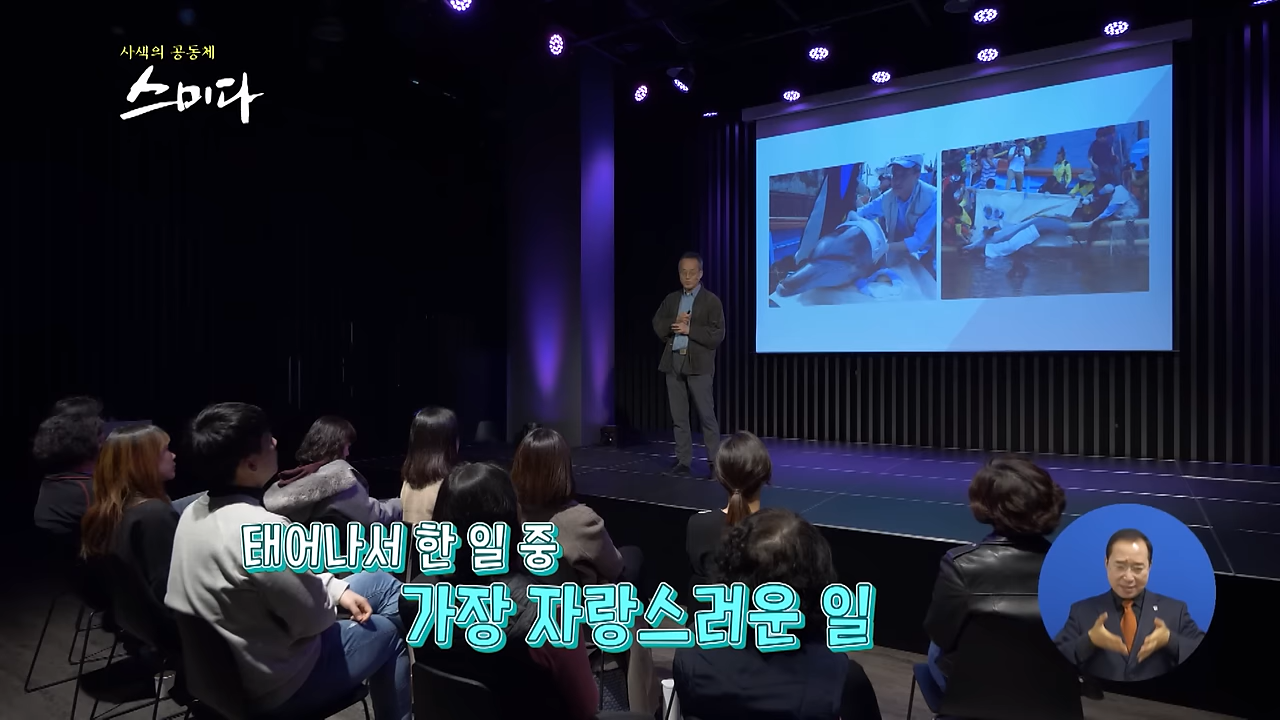 사색의 공동체
스미다
태어나서 한 일 중
가장 자랑스러운 일